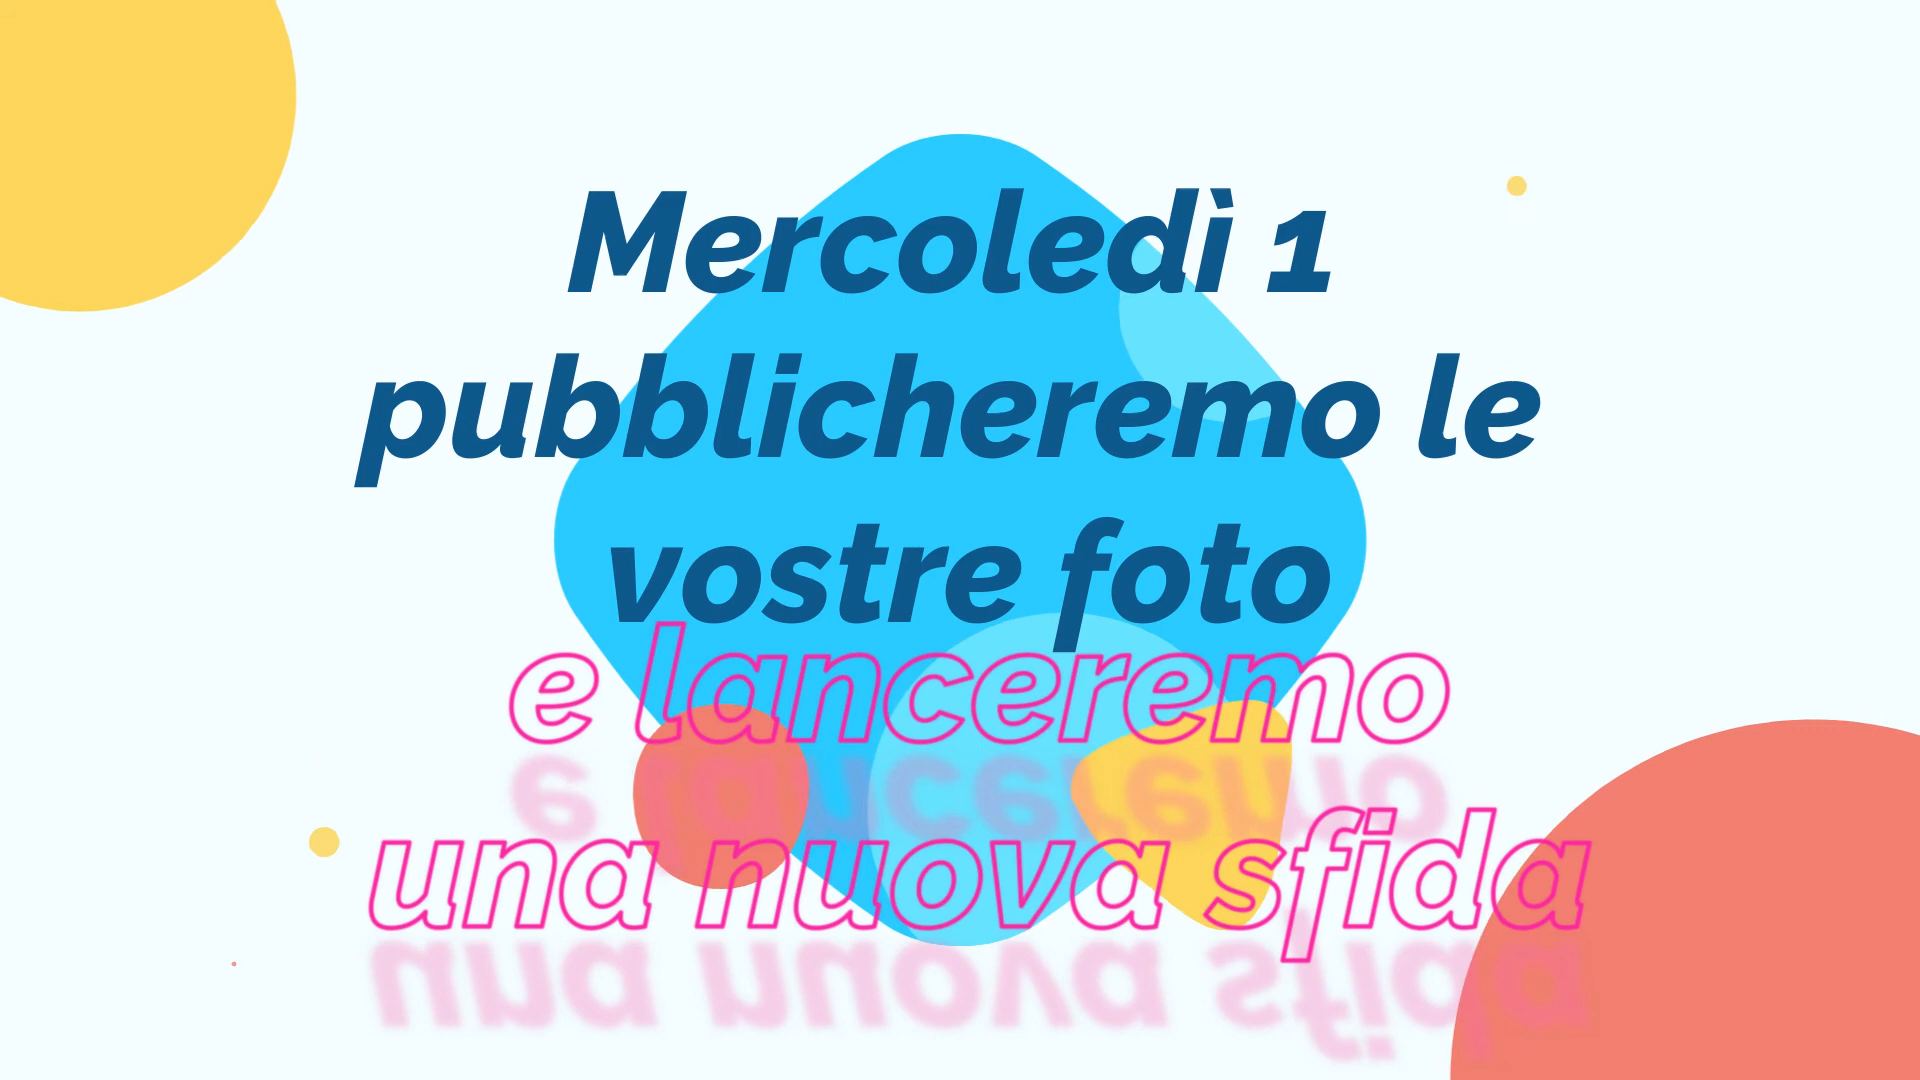 Mercoledì 1
pubblicheremo le
vostre foto
e lanceremo
una nuova sfida